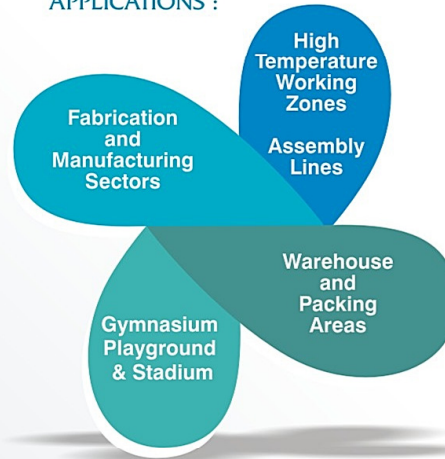 APPLICATIONS :
High
Temperature
Working
Zones
Assembly
Lines
Fabrication
and
Manufacturing
Sectors
Warehouse
and
Packing
Areas
Gymnasium
Playground
& Stadium